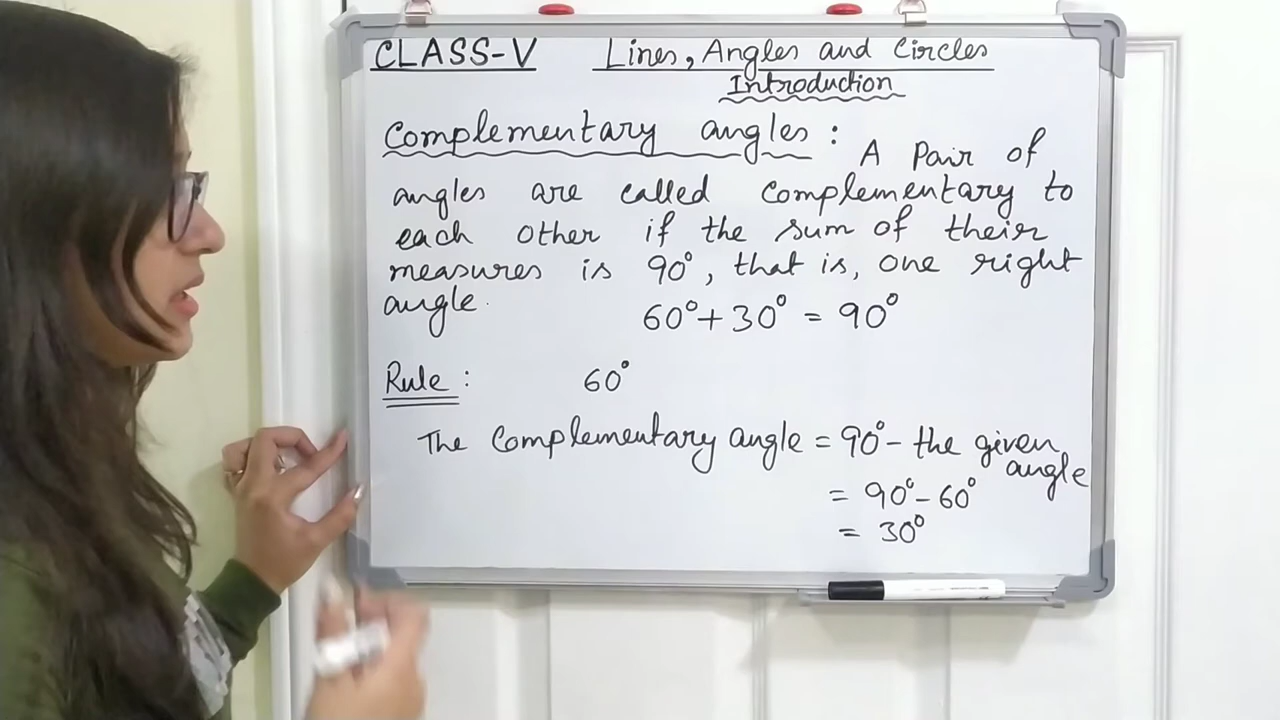 CLASS-V Lines, Angles and Circles
Introduction
Complementary angles : A Pair of
angles are called Complementary to
each other if the sum of their
measures is 90°, that is, one right
angle.
60° + 30° = 90°
Rule : 60°
The Complementary angle = 90° - the given
angle
= 90° - 60°
= 30°